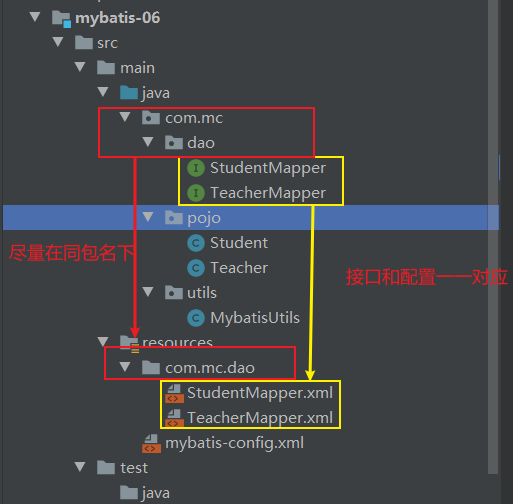 mybatis-06
src
main
java
com.mc
dao
StudentMapper
TeacherMapper
pojo
尽量在同包名下
Student
Teacher
接口和配置一一对应
utils
MybatisUtils
resources
com.mc.dao
StudentMapper.xml
TeacherMapper.xml
mybatis-config.xml
test
java